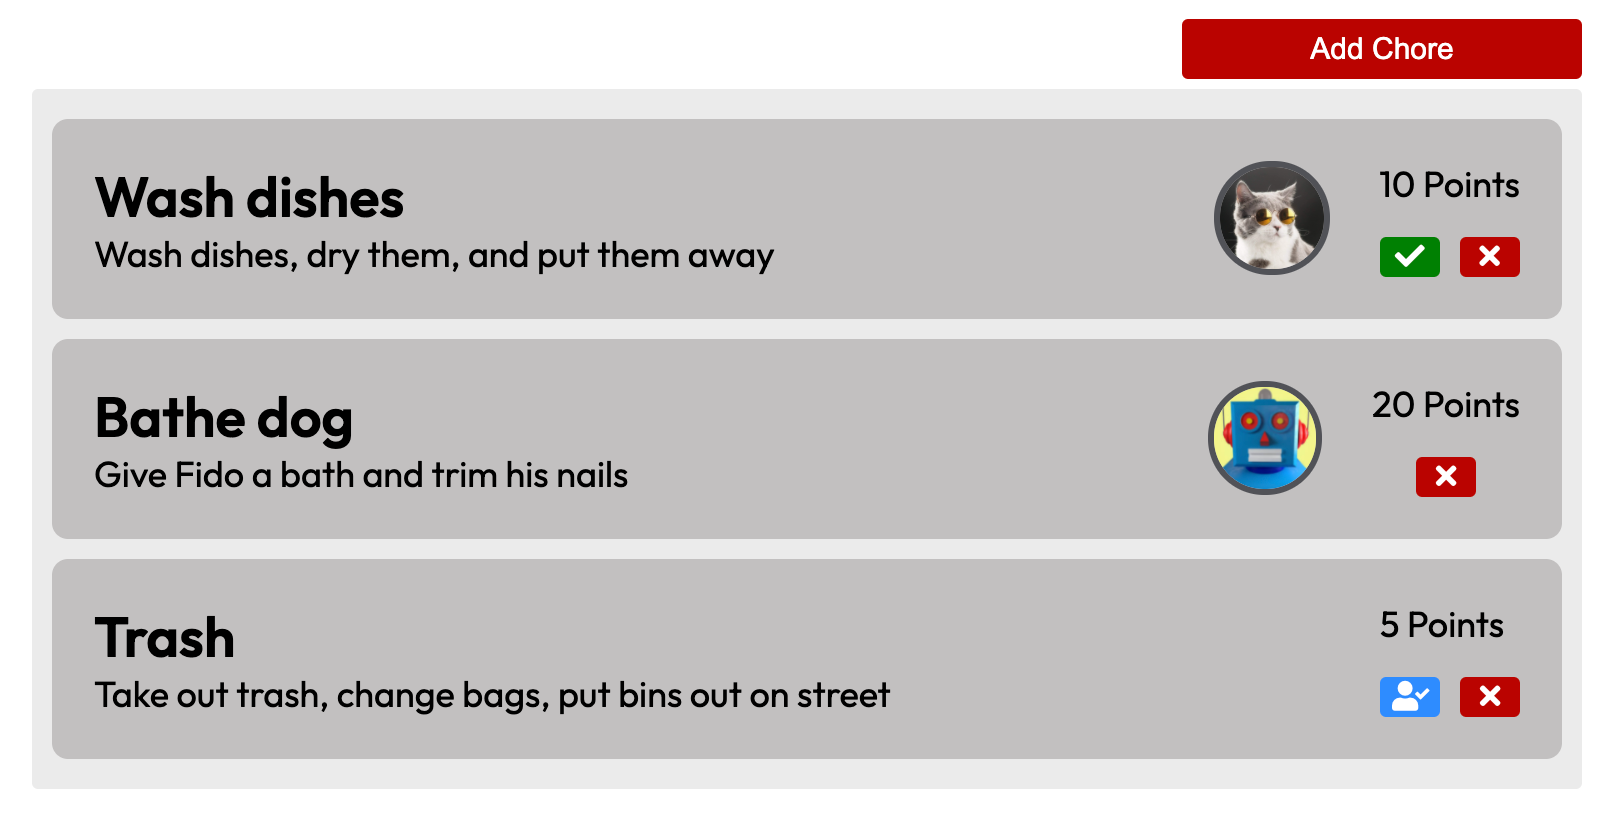 Add Chore
Wash dishes
Wash dishes, dry them, and put them away
10 Points
Bathe dog
Give Fido a bath and trim his nails
20 Points
Trash
Take out trash, change bags, put bins out on street
5 Points